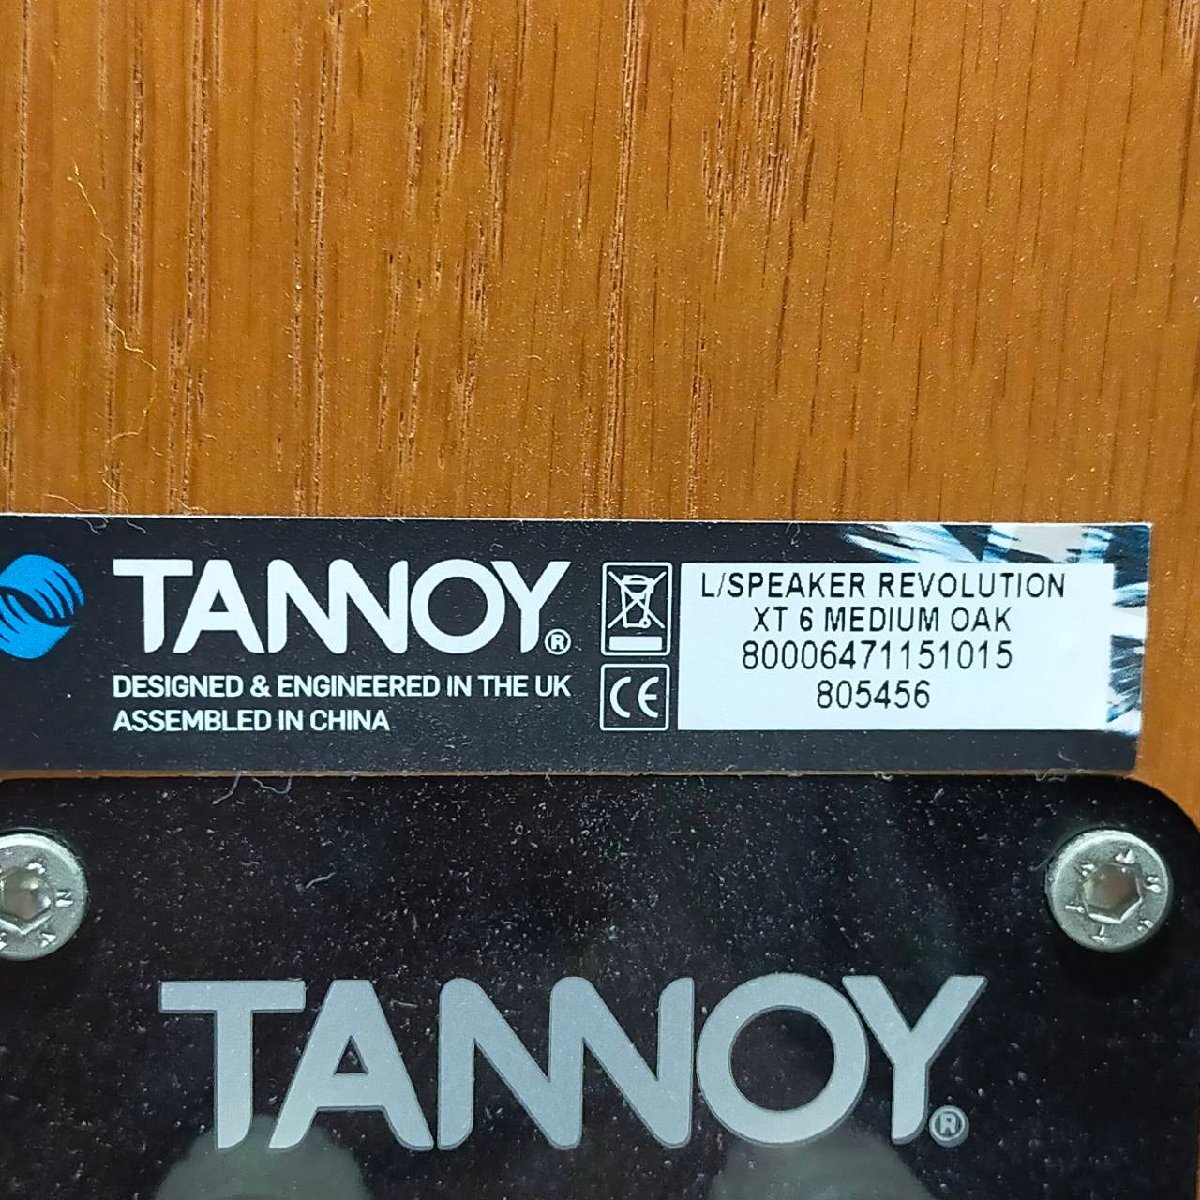 TANNOY®
DESIGNED & ENGINEERED IN THE UK
ASSEMBLED IN CHINA
CE
L/SPEAKER REVOLUTION
XT 6 MEDIUM OAK
80006471151015
805456
TANNOY®